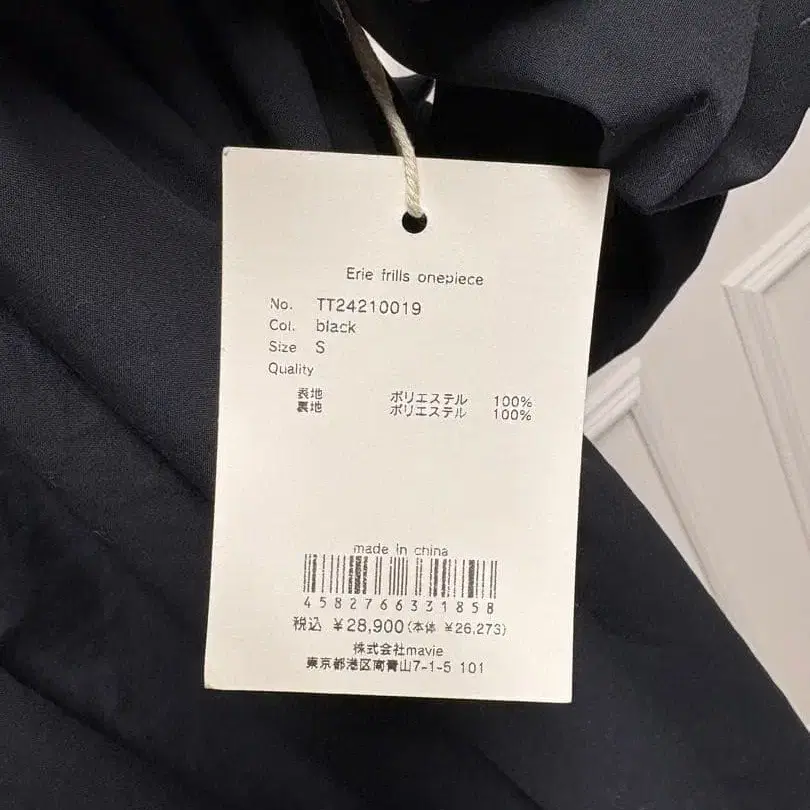 Erie frills onepiece
No. TT24210019
Col. black
Size S
Quality
表地 ポリエステル 100%
裏地 ポリエステル 100%
made in china
4582766331858
税込 ¥28,900(本体 ¥26,273)
株式会社mavie
東京都港区南青山7-1-5 101